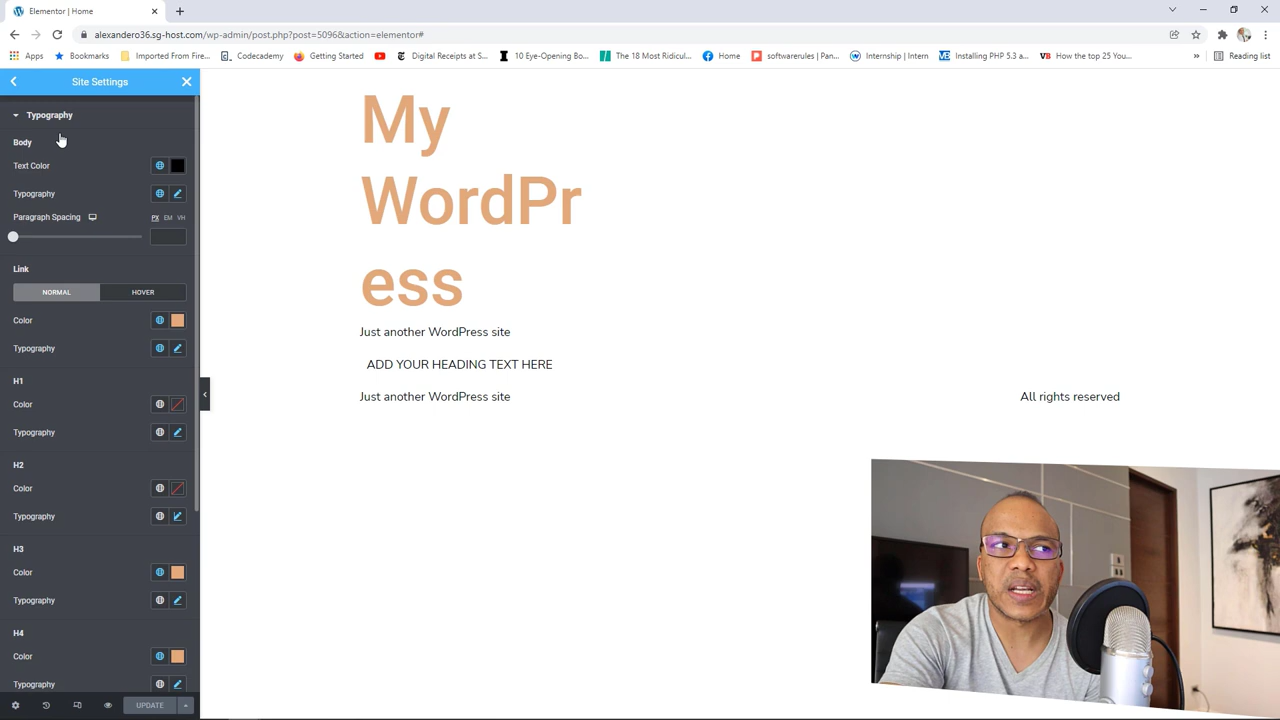 Elementor | Home
alexandero36.sg-host.com/wp-admin/post.php?post=5096&action=elementor#
Apps
Bookmarks
Imported From Fire...
Codecademy
Getting Started
Digital Receipts at S...
10 Eye-Opening Bo...
The 18 Most Ridicul...
Home
softwarerules | Pan...
Internship | Intern
Installing PHP 5.3 a...
How the top 25 You...
»
Reading list
Site Settings
Typography
Body
Text Color
Typography
Paragraph Spacing
PX EM VH
Link
NORMAL
HOVER
Color
Typography
H1
Color
Typography
H2
Color
Typography
H3
Color
Typography
H4
Color
Typography
UPDATE
My
WordPr
ess
Just another WordPress site
ADD YOUR HEADING TEXT HERE
Just another WordPress site
All rights reserved